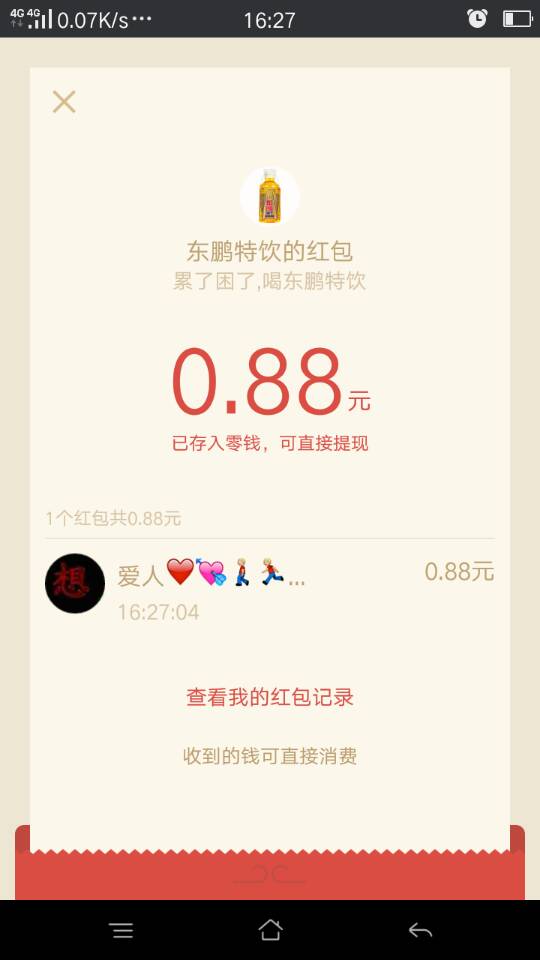 4G 4G 0.07K/s··· 16:27
东鹏特饮的红包
累了困了,喝东鹏特饮
0.88元
已存入零钱，可直接提现
1个红包共0.88元
想
爱人❤️💘🚶🏃... 0.88元
16:27:04
查看我的红包记录
收到的钱可直接消费